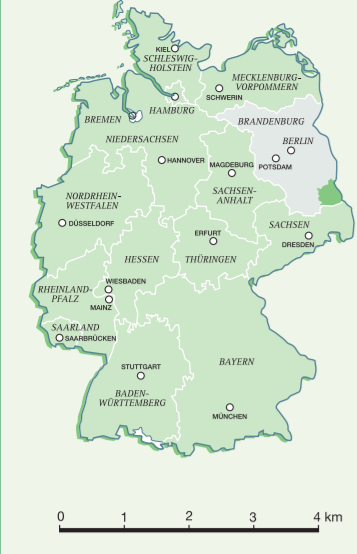 KIEL
SCHLESWIG-
HOLSTEIN
MECKLENBURG-
VORPOMMERN
SCHWERIN
HAMBURG
BREMEN
BRANDENBURG
NIEDERSACHSEN
BERLIN
HANNOVER
MAGDEBURG
POTSDAM
NORDRHEIN-
WESTFALEN
SACHSEN-
ANHALT
DÜSSELDORF
SACHSEN
ERFURT
DRESDEN
HESSEN
THÜRINGEN
WIESBADEN
RHEINLAND-
PFALZ
MAINZ
SAARLAND
SAARBRÜCKEN
STUTTGART
BAYERN
BADEN-
WÜRTTEMBERG
MÜNCHEN
0 1 2 3 4 km